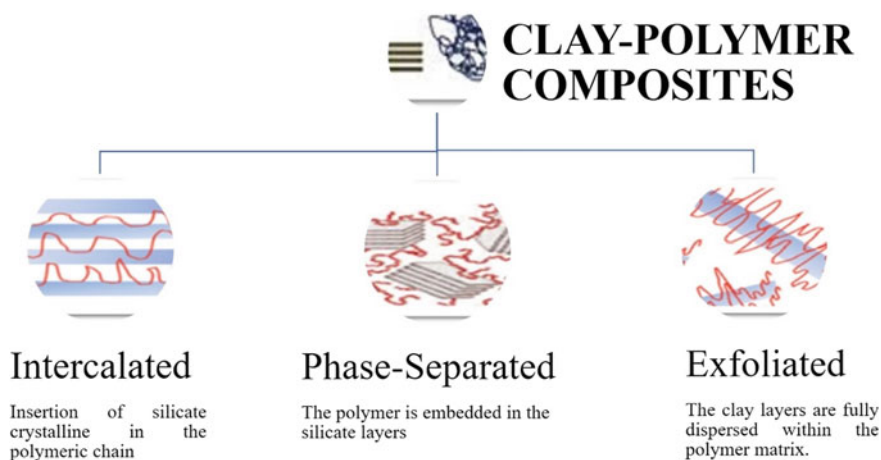 CLAY-POLYMER
COMPOSITES
Intercalated
Insertion of silicate
crystalline in the
polymeric chain
Phase-Separated
The polymer is embedded in the
silicate layers
Exfoliated
The clay layers are fully
dispersed within the
polymer matrix.